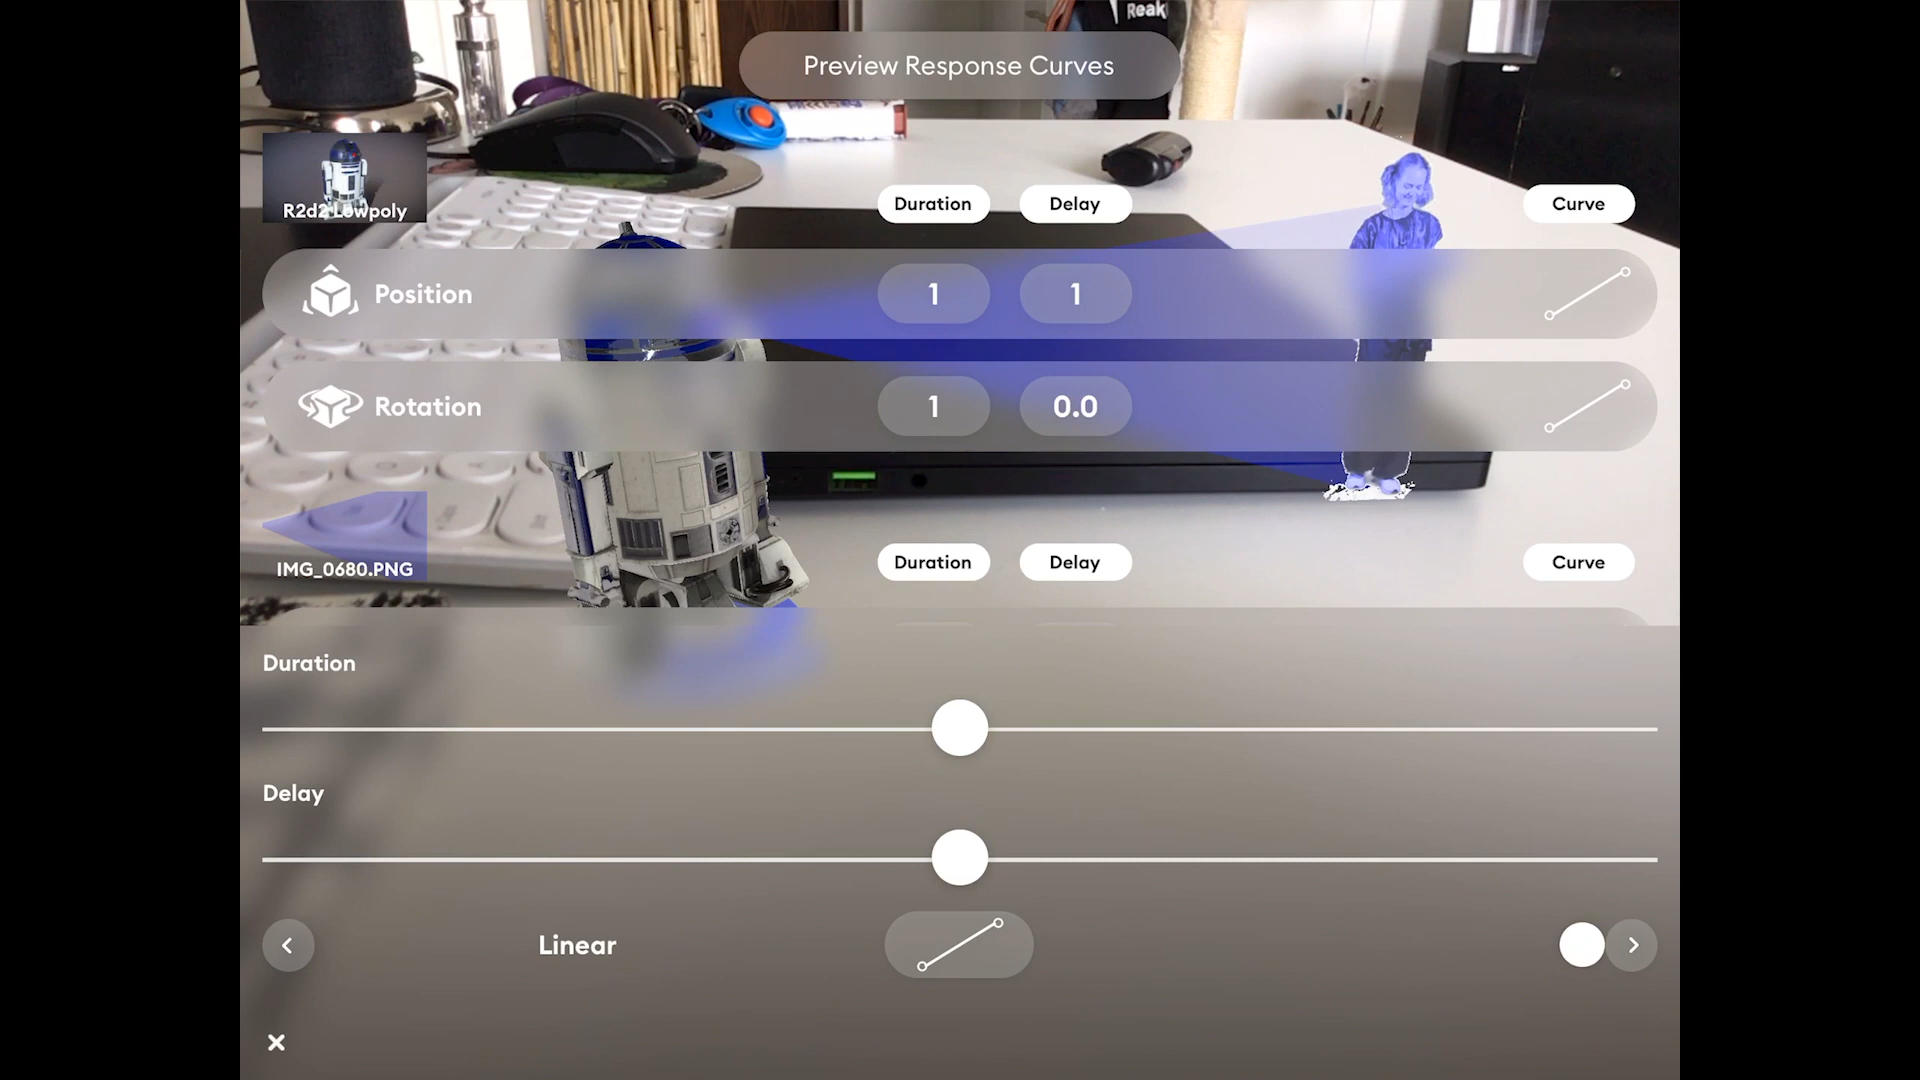 Reak
Preview Response Curves
R2d2 Lowpoly
Duration
Delay
Curve
Position
1
1
Rotation
1
0.0
IMG_0680.PNG
Duration
Delay
Curve
Duration
Delay
Linear